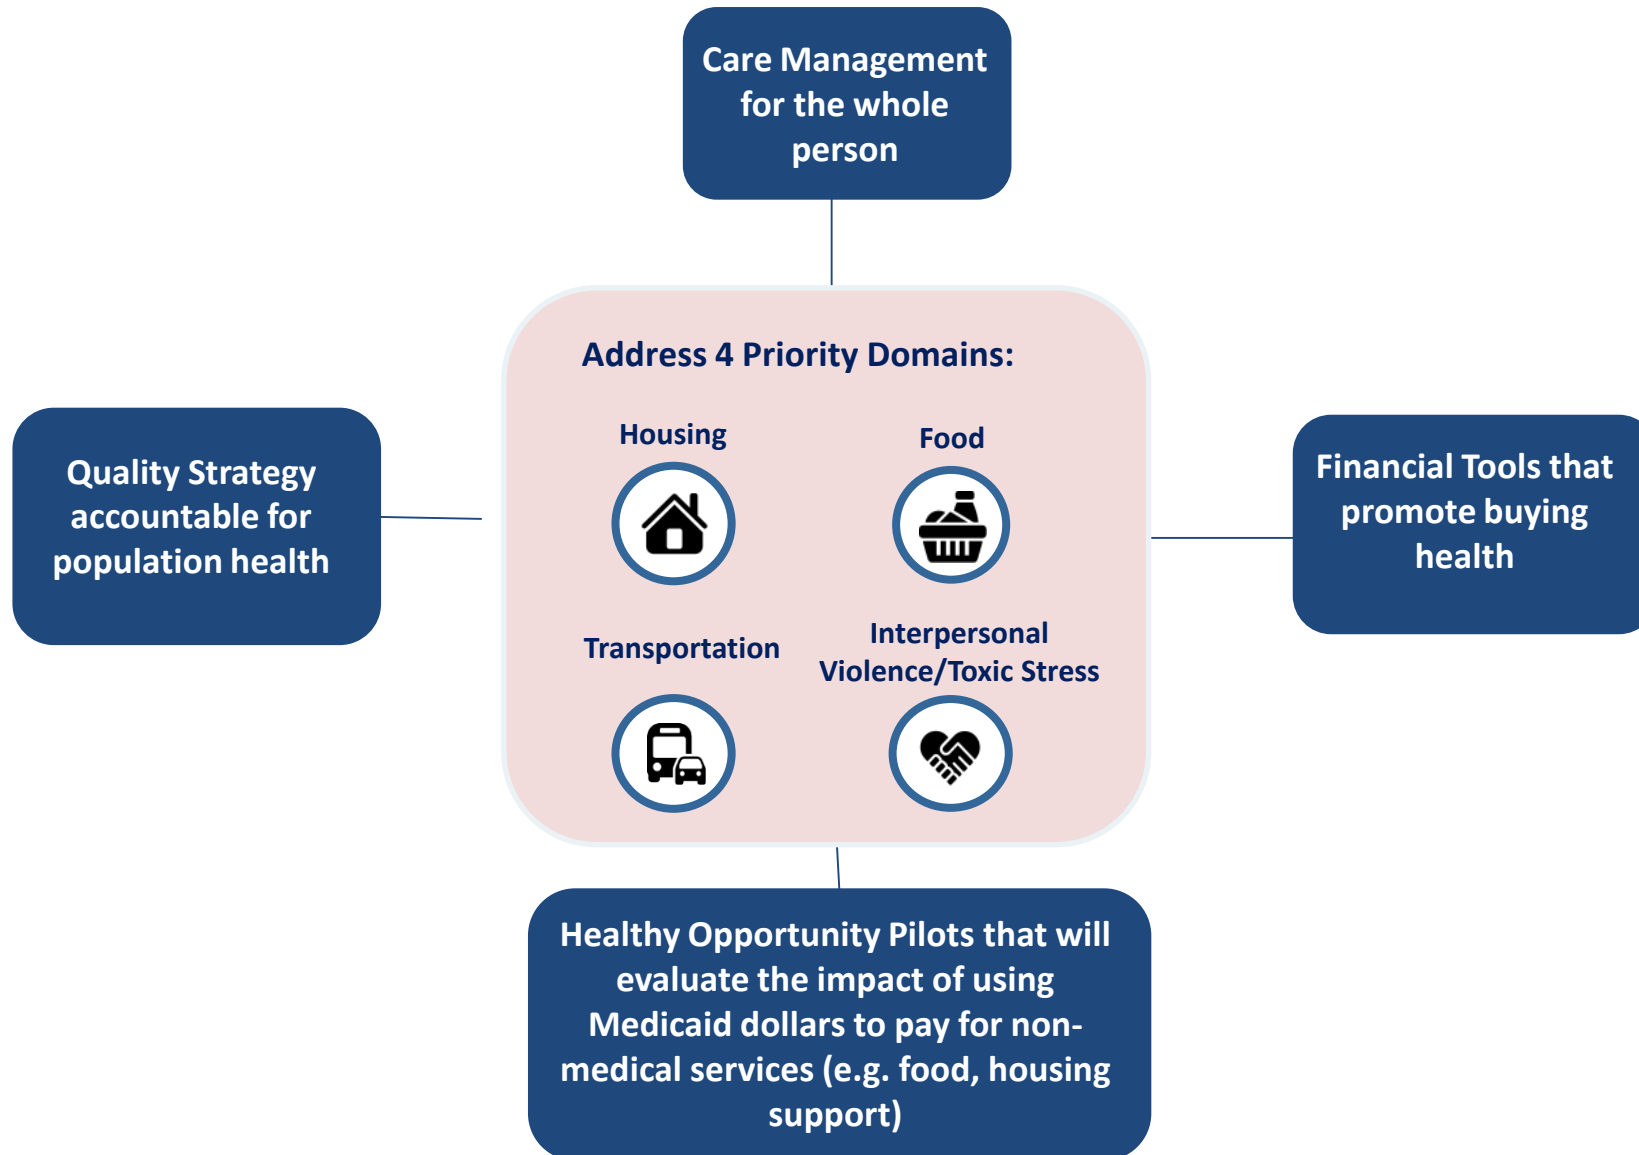 Care Management
for the whole
person
Address 4 Priority Domains:
Housing
Food
Quality Strategy
accountable for
population health
Financial Tools that
promote buying
health
Transportation
Interpersonal
Violence/Toxic Stress
Healthy Opportunity Pilots that will
evaluate the impact of using
Medicaid dollars to pay for non-
medical services (e.g. food, housing
support)